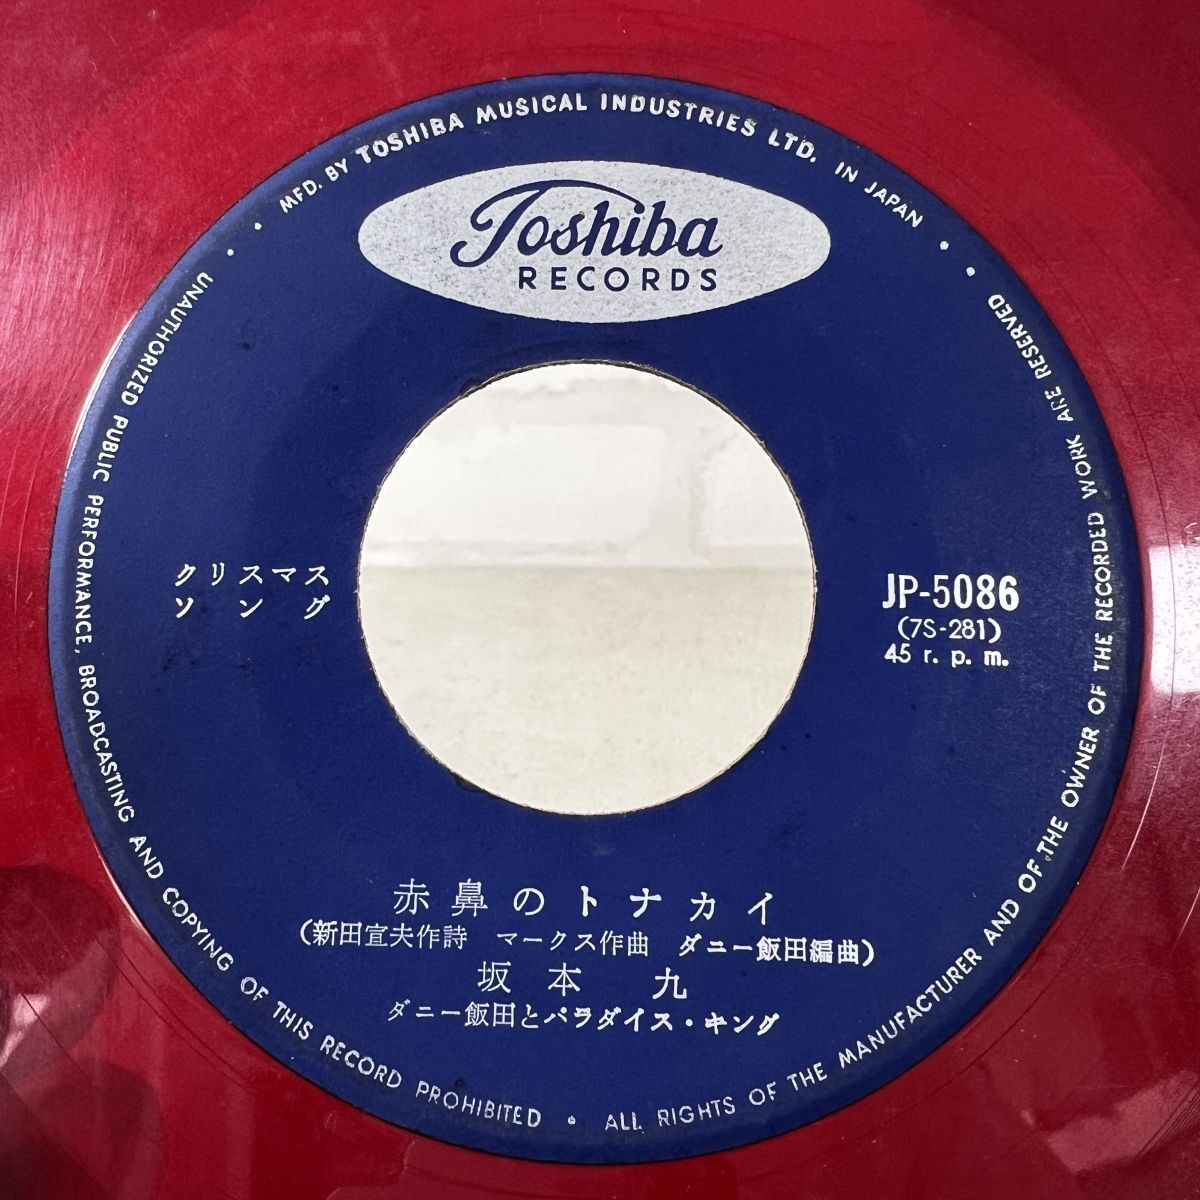 MFD. BY TOSHIBA MUSICAL INDUSTRIES LTD. IN JAPAN
Toshiba
RECORDS
クリスマス
ソング
JP-5086
(7S-281)
45 r. p. m.
赤鼻のトナカイ
(新田宣夫作詩 マークス作曲 ダニー飯田編曲)
坂本 九
ダニー飯田とパラダイス・キング
UNAUTHORIZED PUBLIC PERFORMANCE, BROADCASTING AND COPYING OF THIS RECORD PROHIBITED • ALL RIGHTS OF THE MANUFACTURER AND OF THE OWNER OF THE RECORDED WORK ARE RESERVED